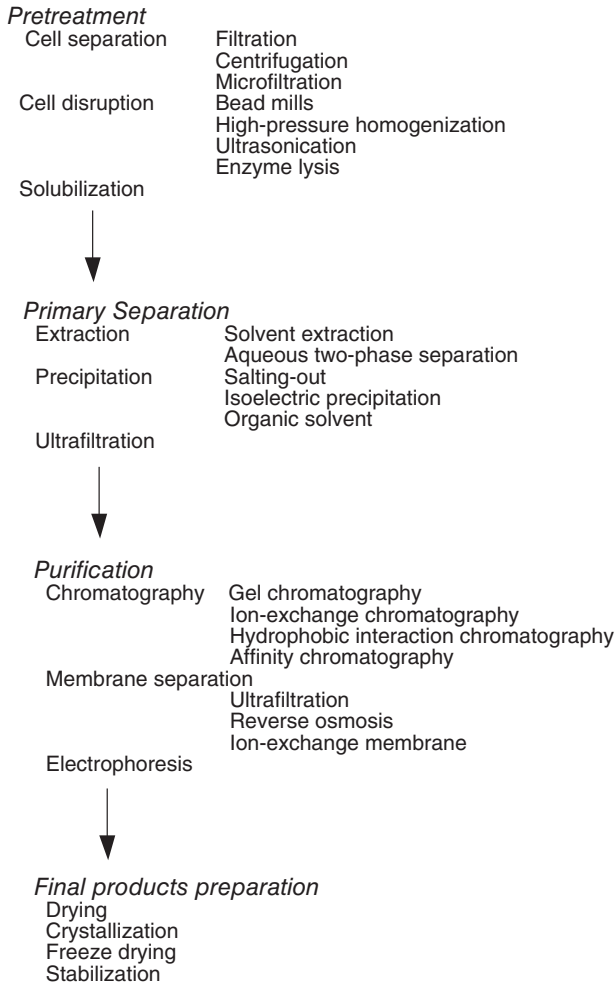 Pretreatment
Cell separation Filtration
Centrifugation
Microfiltration
Cell disruption Bead mills
High-pressure homogenization
Ultrasonication
Enzyme lysis
Solubilization
Primary Separation
Extraction Solvent extraction
Aqueous two-phase separation
Precipitation Salting-out
Isoelectric precipitation
Organic solvent
Ultrafiltration
Purification
Chromatography Gel chromatography
Ion-exchange chromatography
Hydrophobic interaction chromatography
Affinity chromatography
Membrane separation
Ultrafiltration
Reverse osmosis
Ion-exchange membrane
Electrophoresis
Final products preparation
Drying
Crystallization
Freeze drying
Stabilization